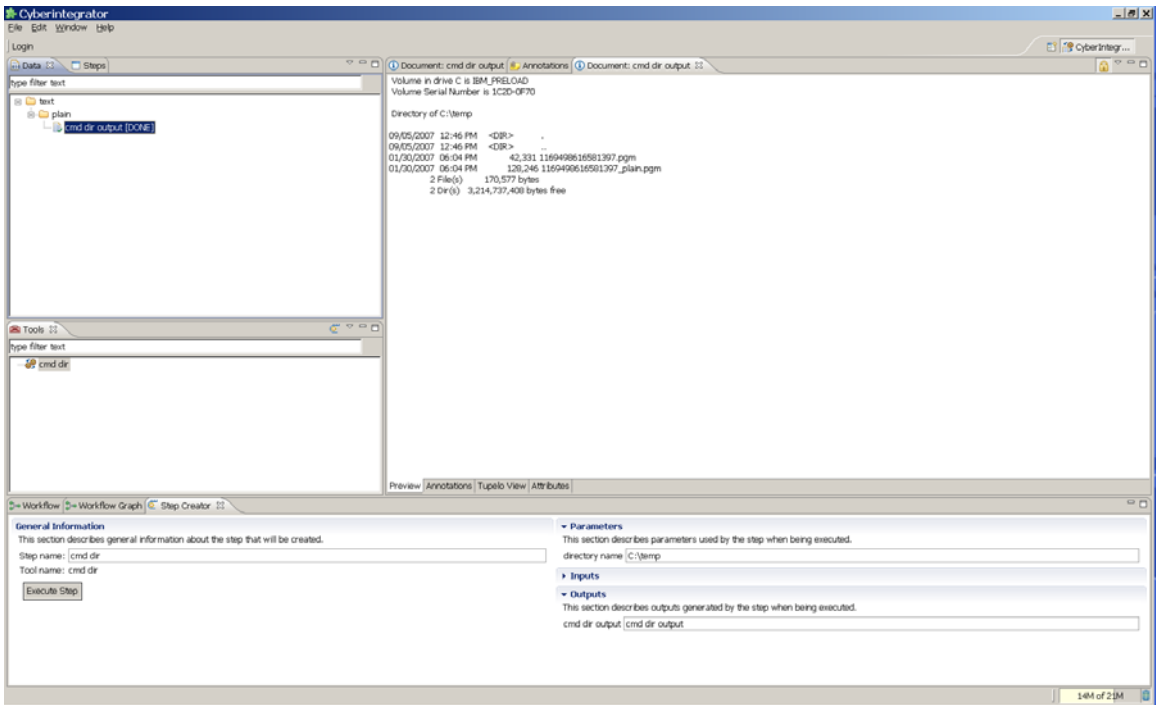 Cyberintegrator
File Edit Window Help
Login
CyberIntegr...
Data Steps
type filter text
text
plain
cmd dir output [DONE]
Tools
type filter text
cmd dir
Document: cmd dir output Annotations Document: cmd dir output
Volume in drive C is IBM_PRELOAD
Volume Serial Number is 1C2D-0F70
Directory of C:\temp
09/05/2007 12:46 PM <DIR> .
09/05/2007 12:46 PM <DIR> ..
01/30/2007 06:04 PM 42,331 1169498616581397.pgm
01/30/2007 06:04 PM 128,246 1169498616581397_plain.pgm
2 File(s) 170,577 bytes
2 Dir(s) 3,214,737,408 bytes free
Preview Annotations Tupelo View Attributes
Workflow Workflow Graph Step Creator
General Information
This section describes general information about the step that will be created.
Step name: cmd dir
Tool name: cmd dir
Execute Step
Parameters
This section describes parameters used by the step when being executed.
directory name C:\temp
Inputs
Outputs
This section describes outputs generated by the step when being executed.
cmd dir output cmd dir output
14M of 21M